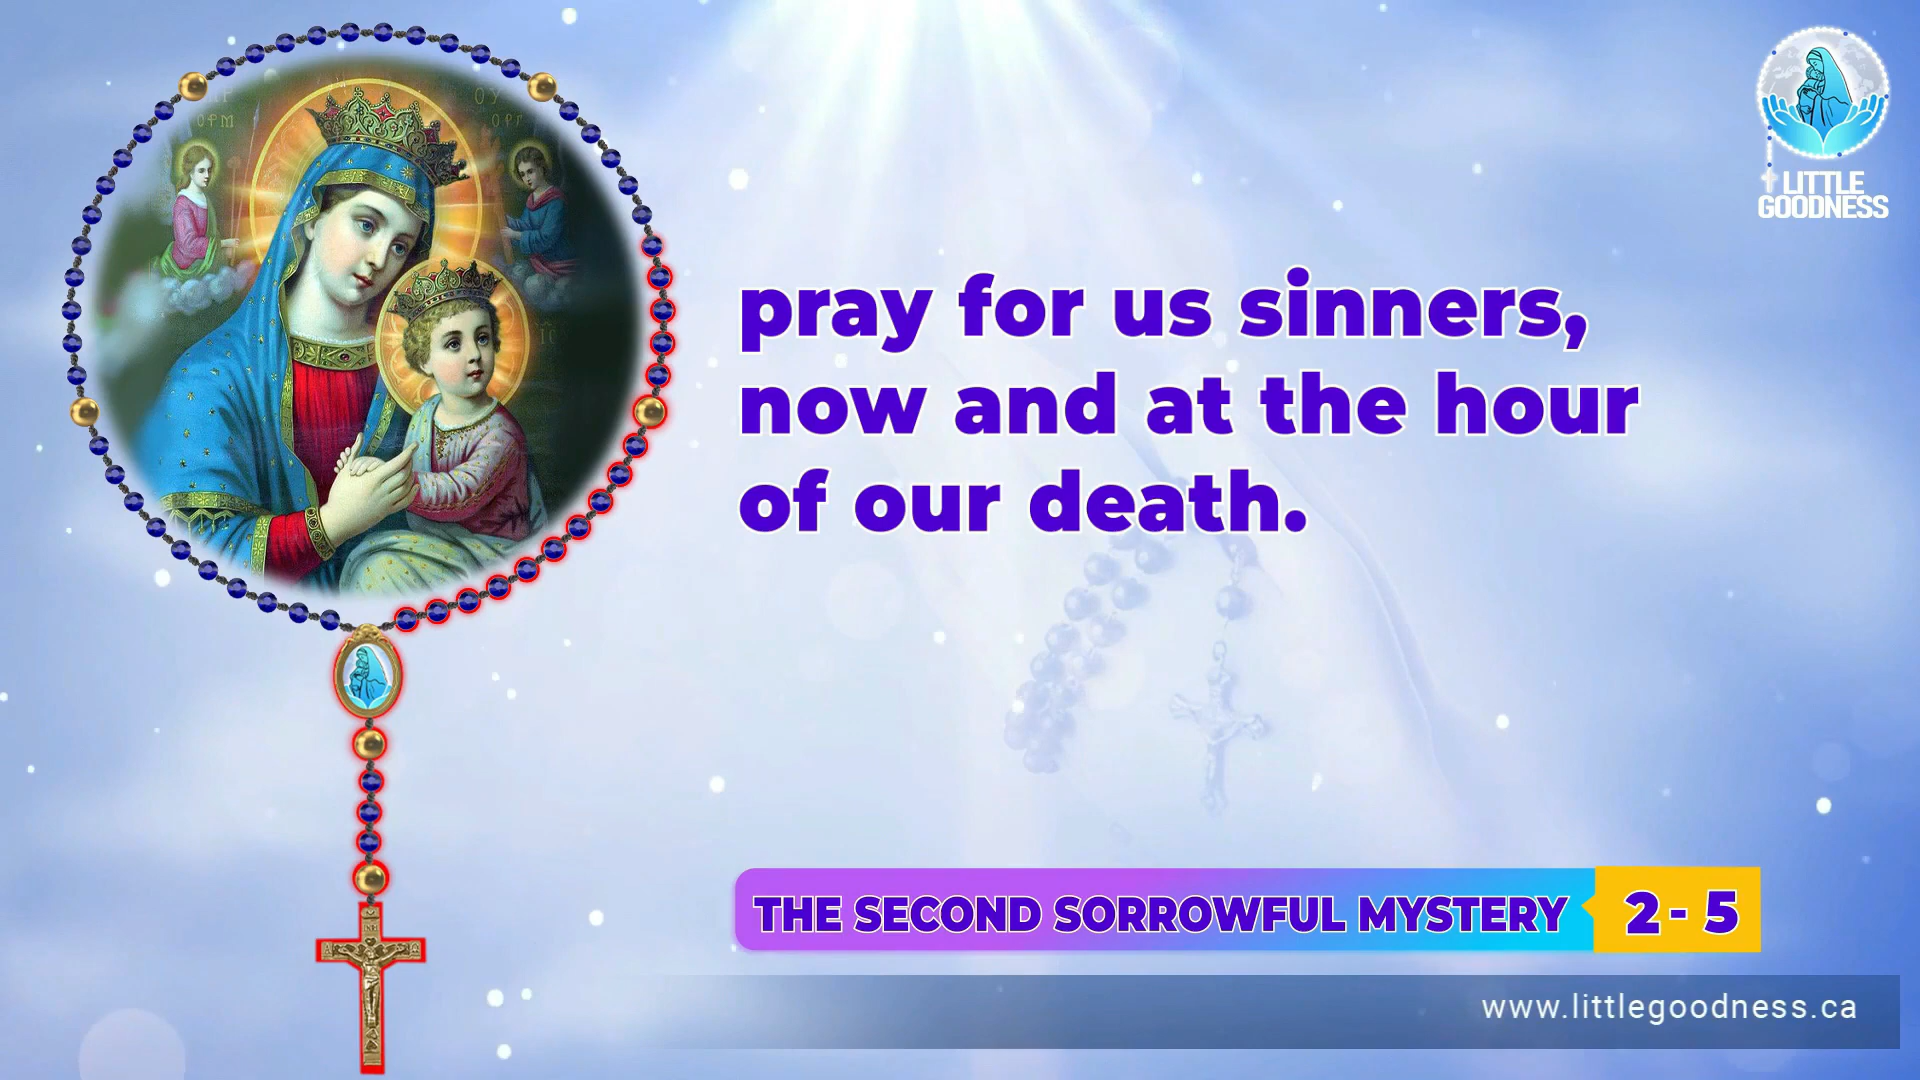 pray for us sinners,
now and at the hour
of our death.
THE SECOND SORROWFUL MYSTERY
2 - 5
www.littlegoodness.ca
LITTLE
GOODNESS